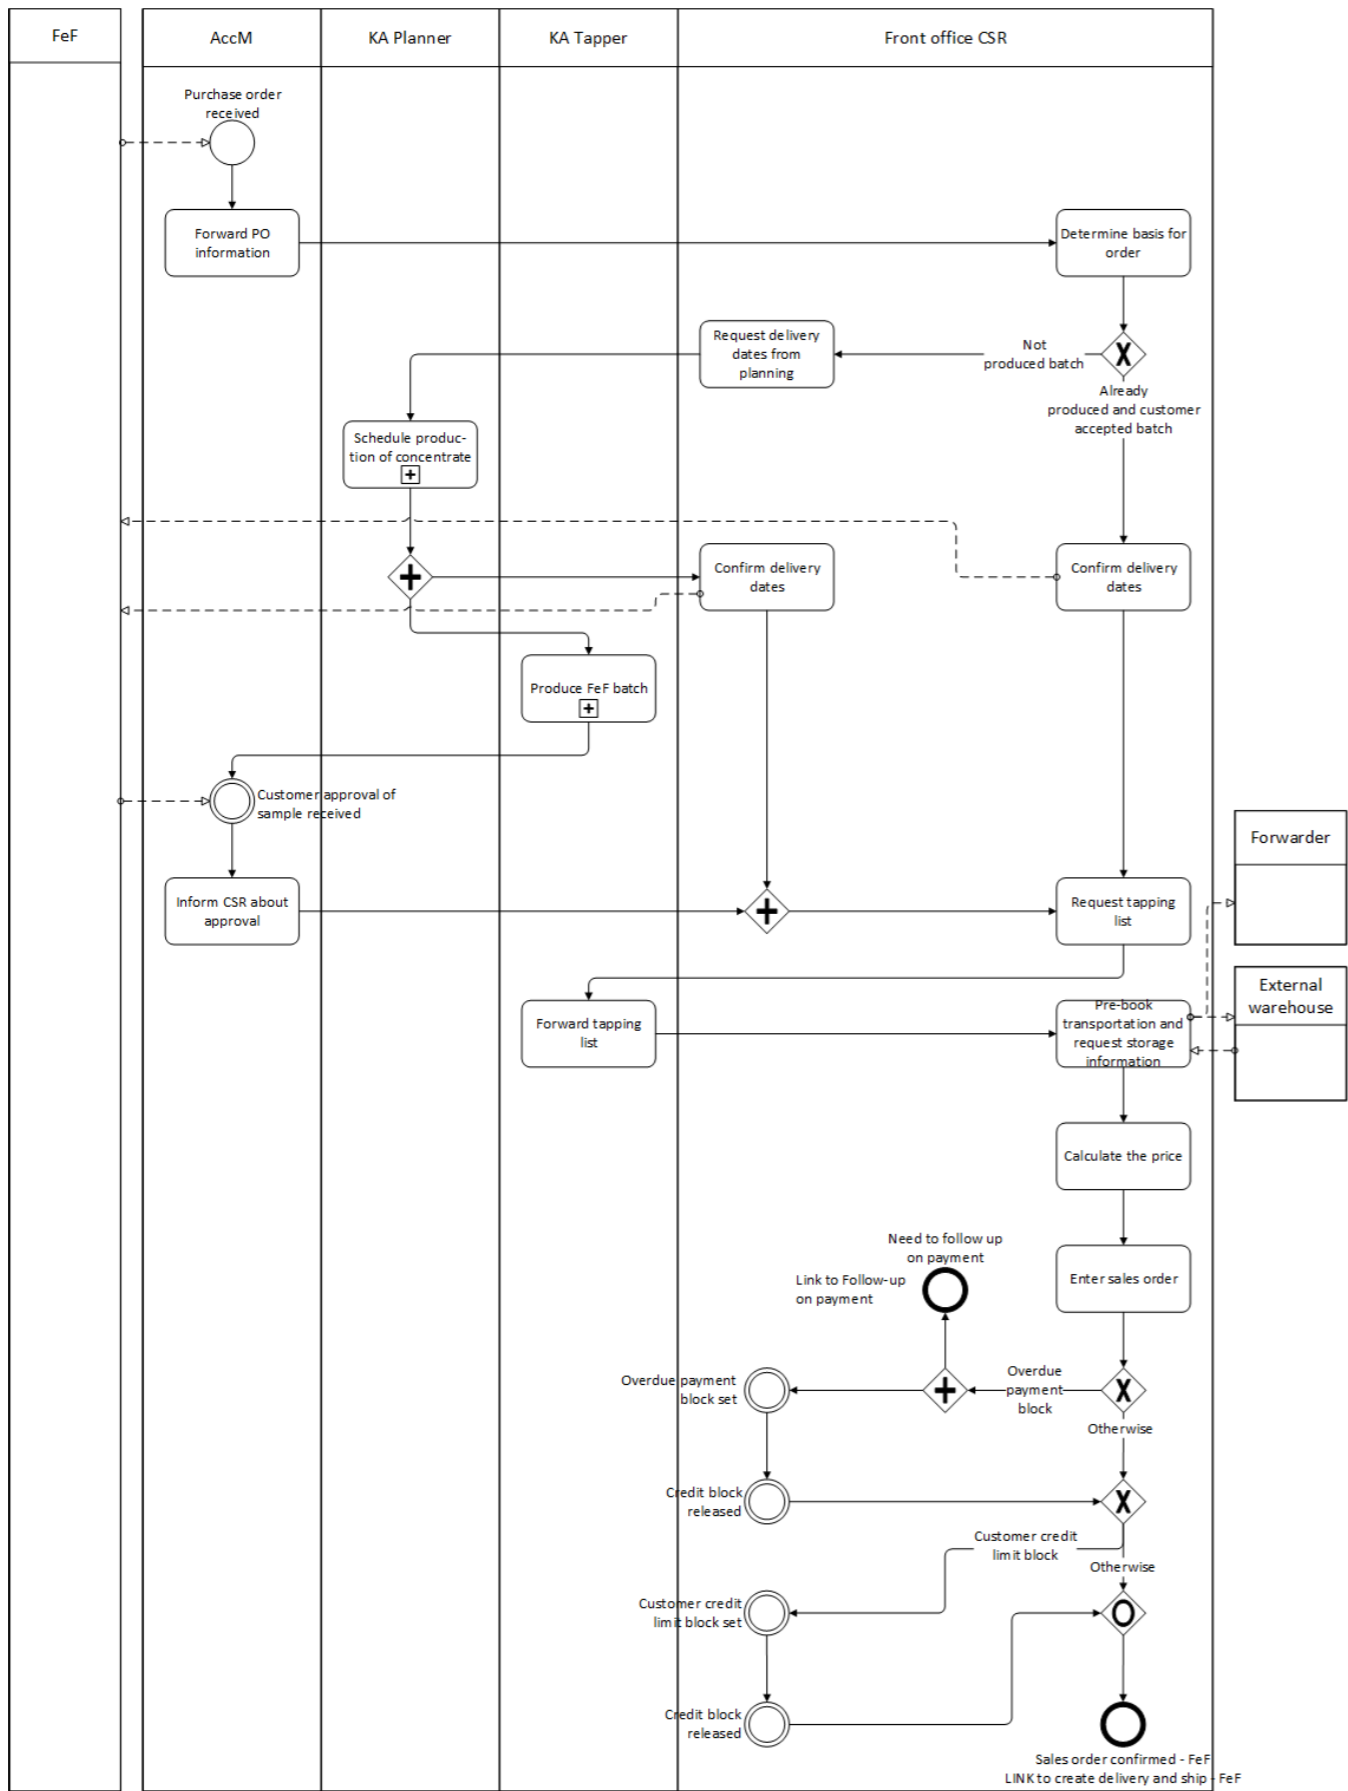 FeF
AccM
KA Planner
KA Tapper
Front office CSR
Purchase order
received
Forward PO
information
Determine basis for
order
Request delivery
dates from
planning
Not
produced batch
Already
produced and customer
accepted batch
Schedule produc-
tion of concentrate
Confirm delivery
dates
Confirm delivery
dates
Produce FeF batch
Customer approval of
sample received
Forwarder
Inform CSR about
approval
Request tapping
list
External
warehouse
Forward tapping
list
Pre-book
transportation and
request storage
information
Calculate the price
Need to follow up
on payment
Link to Follow-up
on payment
Enter sales order
Overdue payment
block set
Overdue
payment
block
Otherwise
Credit block
released
Customer credit
limit block
Otherwise
Customer credit
limit block set
Credit block
released
Sales order confirmed - FeF
LINK to create delivery and ship - FeF